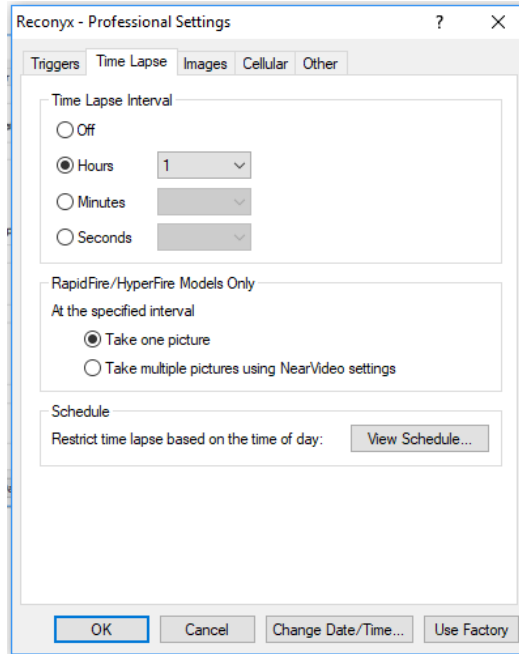 Reconyx - Professional Settings ?
Triggers Time Lapse Images Cellular Other
Time Lapse Interval
Off
Hours 1
Minutes
Seconds
RapidFire/HyperFire Models Only
At the specified interval
Take one picture
Take multiple pictures using NearVideo settings
Schedule
Restrict time lapse based on the time of day: View Schedule...
OK Cancel Change Date/Time... Use Factory